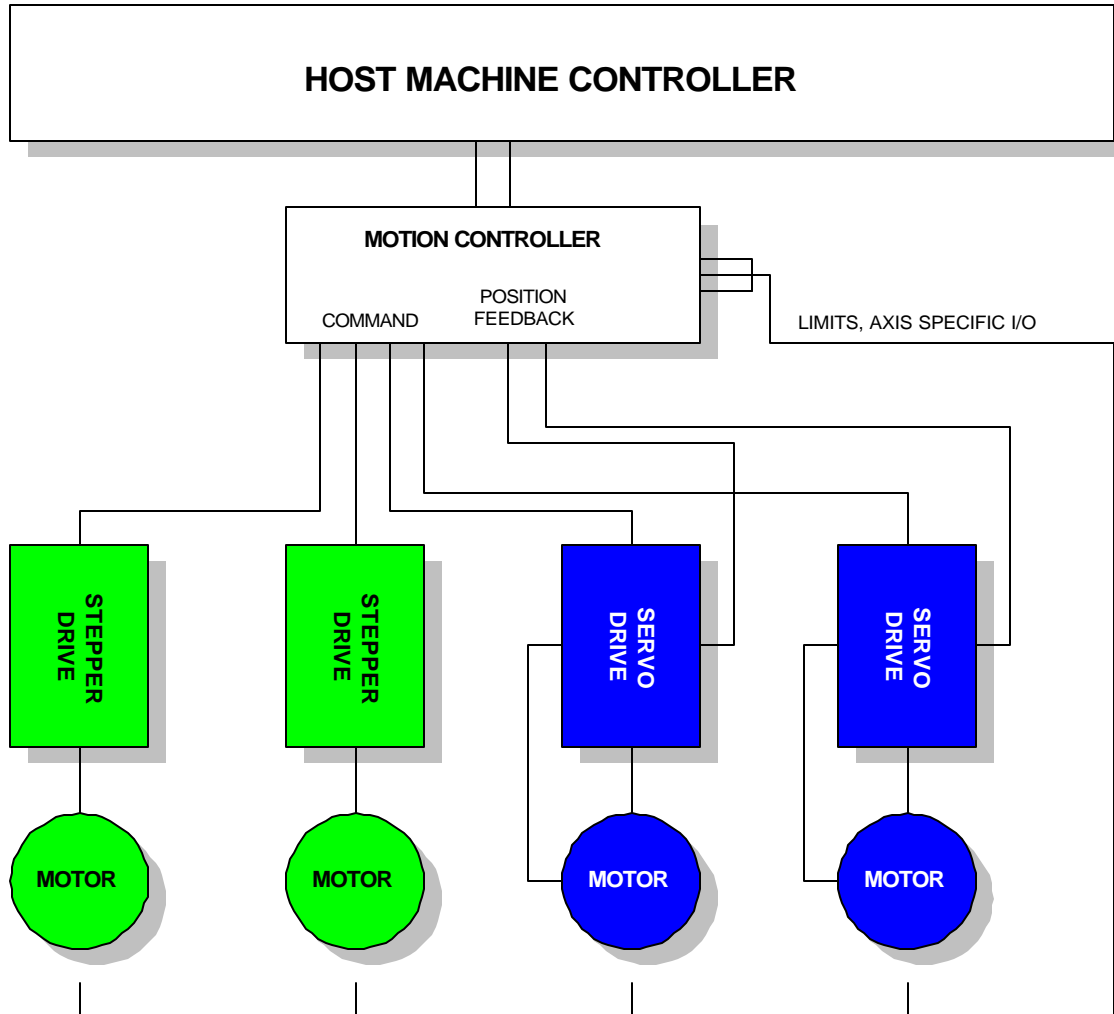 HOST MACHINE CONTROLLER
MOTION CONTROLLER
COMMAND
POSITION
FEEDBACK
LIMITS, AXIS SPECIFIC I/O
STEPPER
DRIVE
STEPPER
DRIVE
SERVO
DRIVE
SERVO
DRIVE
MOTOR
MOTOR
MOTOR
MOTOR